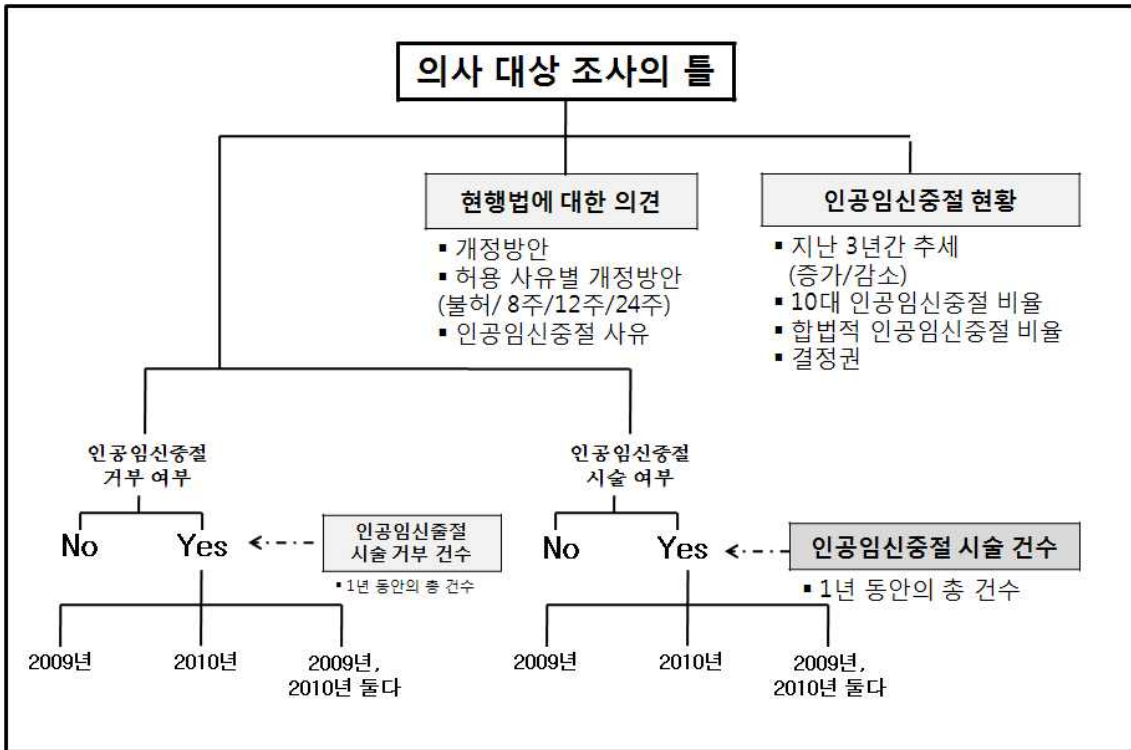 의사 대상 조사의 틀
현행법에 대한 의견
▪ 개정방안
▪ 허용 사유별 개정방안
(불허/ 8주/12주/24주)
▪ 인공임신중절 사유
인공임신중절 현황
▪ 지난 3년간 추세
(증가/감소)
▪ 10대 인공임신중절 비율
▪ 합법적 인공임신중절 비율
▪ 결정권
인공임신중절
거부 여부
No
Yes
인공임신줄절
시술 거부 건수
▪ 1년 동안의 총 건수
2009년
2010년
2009년,
2010년 둘다
인공임신중절
시술 여부
No
Yes
인공임신중절 시술 건수
▪ 1년 동안의 총 건수
2009년
2010년
2009년,
2010년 둘다